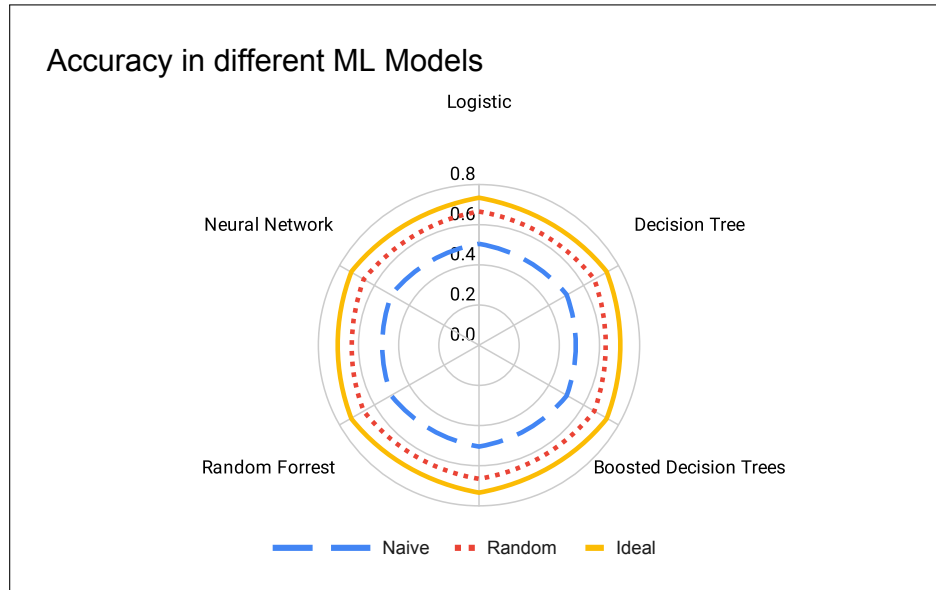 Accuracy in different ML Models
Logistic
0.8
0.6
0.4
0.2
0.0
Neural Network
Decision Tree
Random Forrest
Boosted Decision Trees
Naive
Random
Ideal